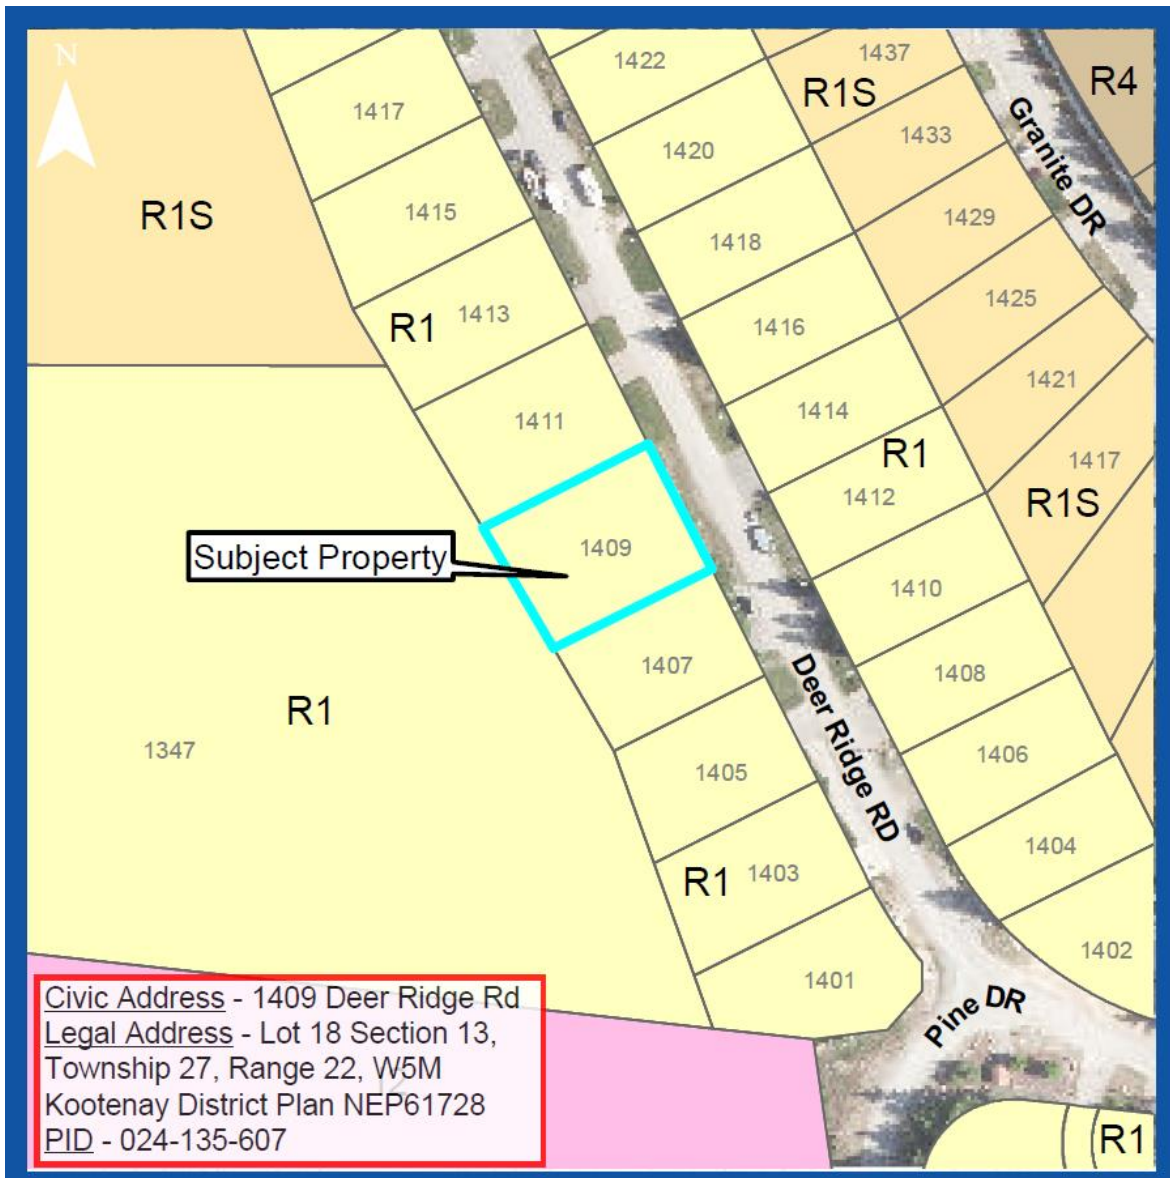 N
1422
1437
R1S
R4
1417
1433
1420
Granite DR
R1S
1415
1429
1418
1425
R1
1413
1416
1421
1411
1414
R1
1417
1412
R1S
Subject Property
1409
1410
1407
1408
R1
1347
Deer Ridge RD
1406
1405
1404
R1
1403
1402
1401
Pine DR
Civic Address - 1409 Deer Ridge Rd
Legal Address - Lot 18 Section 13,
Township 27, Range 22, W5M
Kootenay District Plan NEP61728
PID - 024-135-607
R1